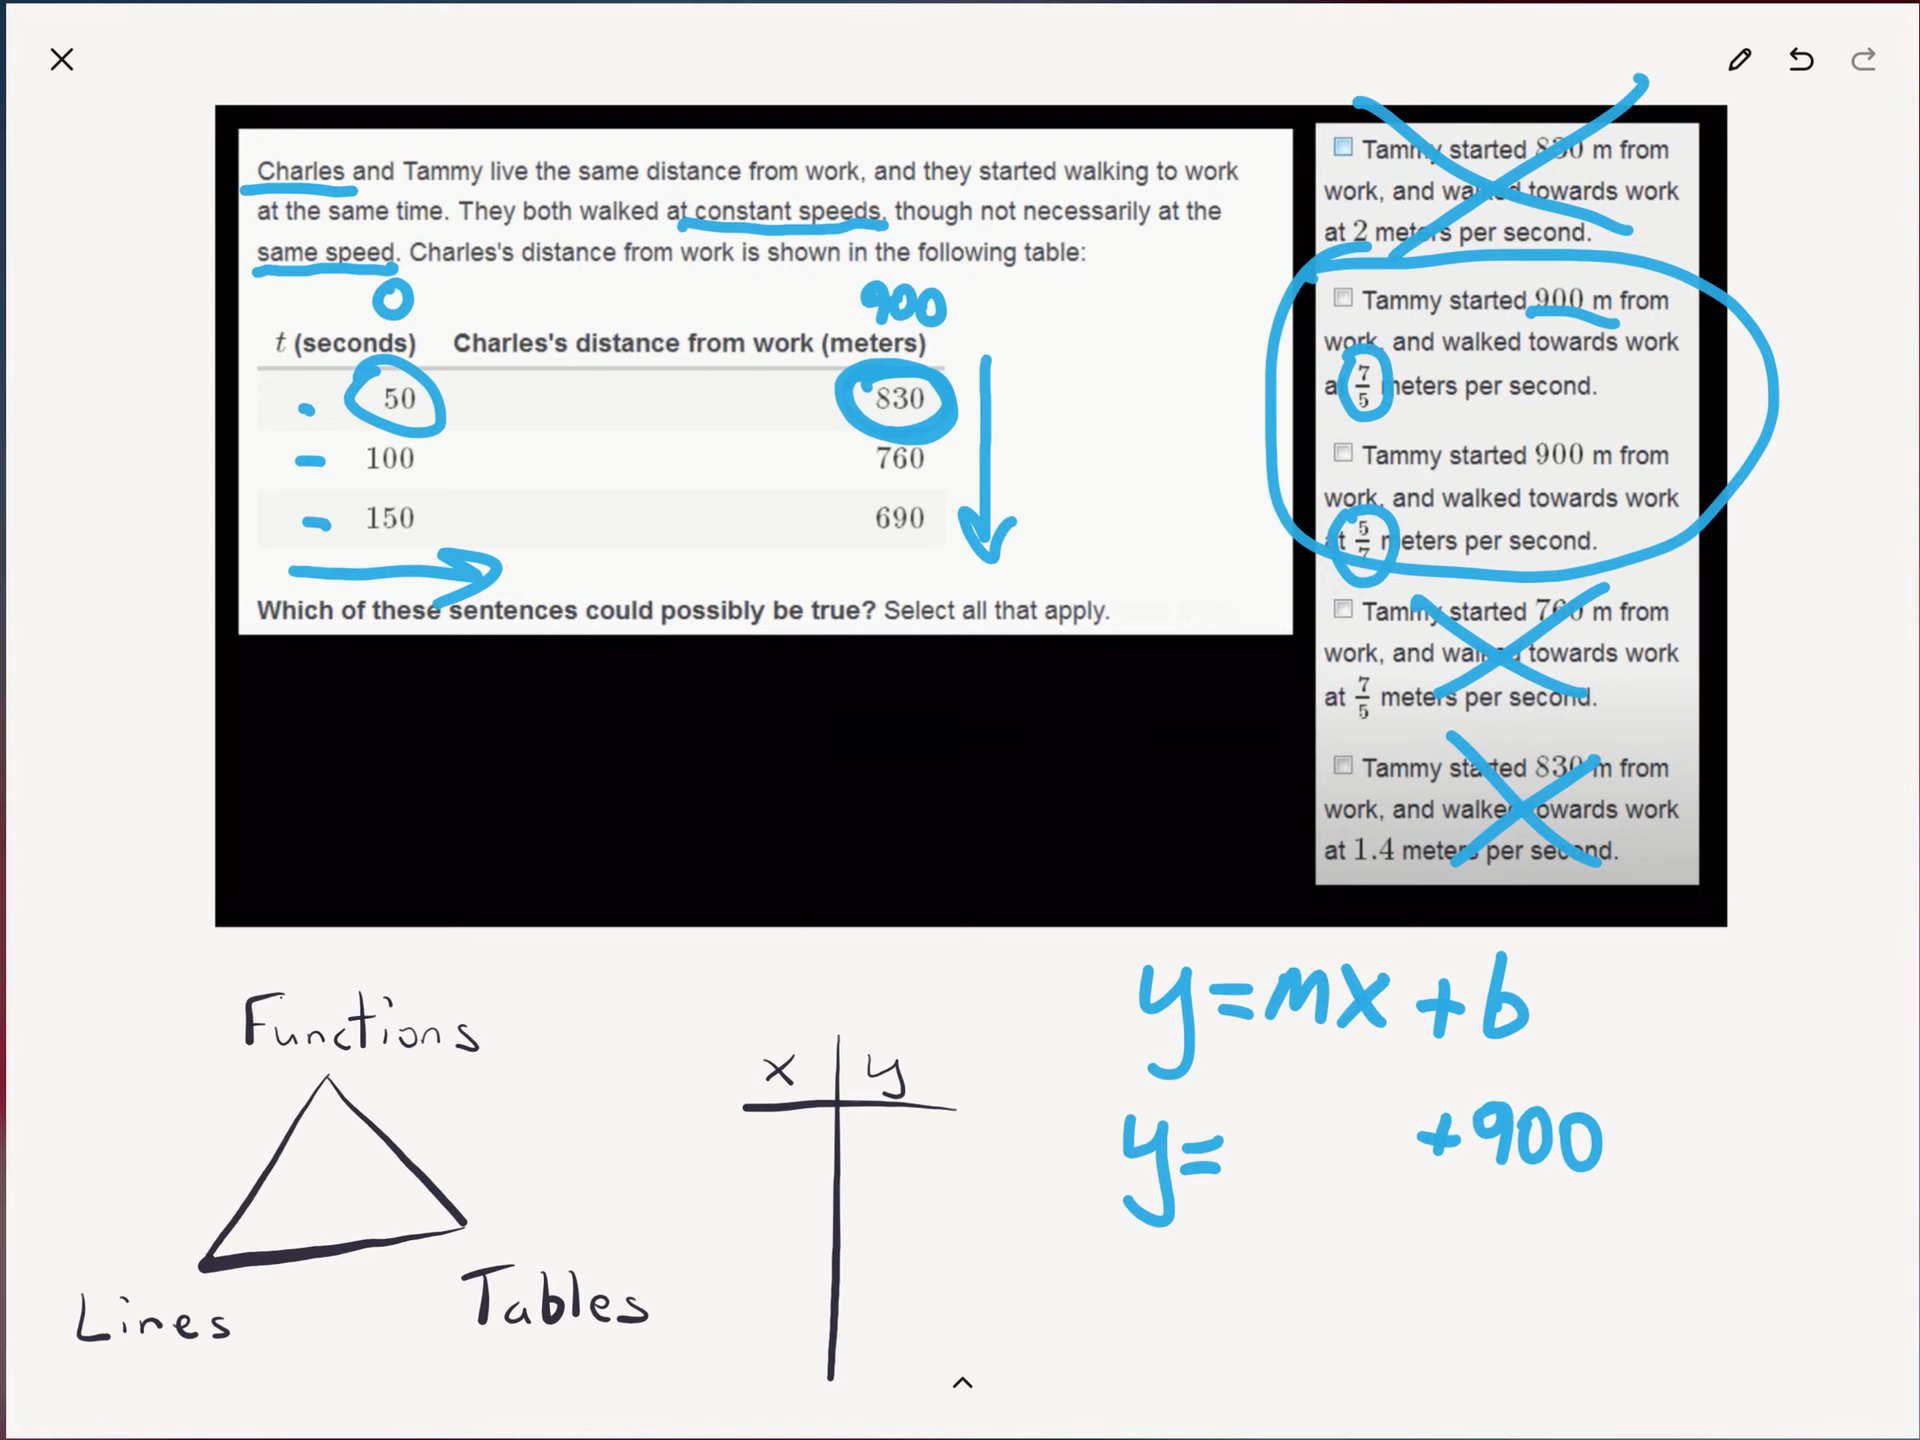 Charles and Tammy live the same distance from work, and they started walking to work
at the same time. They both walked at constant speeds, though not necessarily at the
same speed. Charles's distance from work is shown in the following table:
0 900
t (seconds) Charles's distance from work (meters)
50 830
100 760
150 690
Which of these sentences could possibly be true? Select all that apply.
Tammy started 830 m from
work, and walked towards work
at 2 meters per second.
Tammy started 900 m from
work, and walked towards work
at 7/5 meters per second.
Tammy started 900 m from
work, and walked towards work
at 5/7 meters per second.
Tammy started 760 m from
work, and walked towards work
at 7/5 meters per second.
Tammy started 830 m from
work, and walked towards work
at 1.4 meters per second.
Functions
Lines
Tables
x y
y=mx+b
y= +900